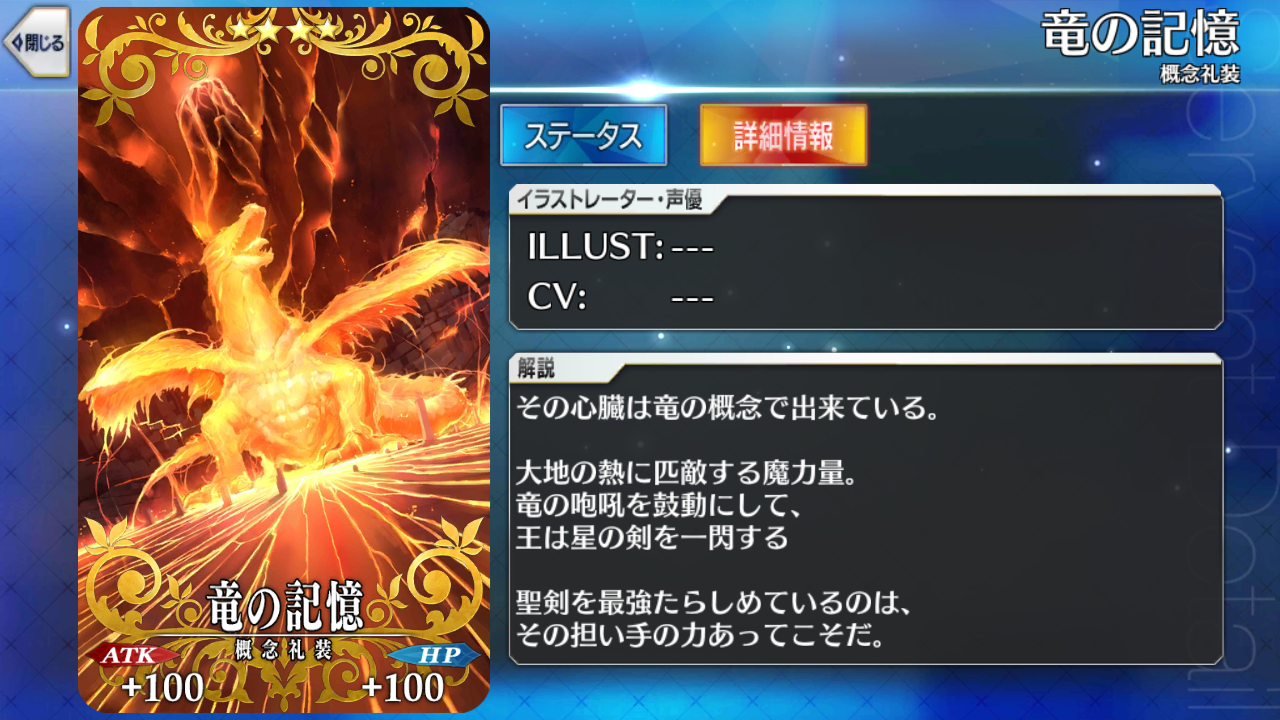 閉じる
竜の記憶
概念礼装
ステータス
詳細情報
イラストレーター・声優
ILLUST: ---
CV: ---
解説
その心臓は竜の概念で出来ている。
大地の熱に匹敵する魔力量。
竜の咆吼を鼓動にして、
王は星の剣を一閃する
聖剣を最強たらしめているのは、
その担い手の力あってこそだ。
竜の記憶
概念礼装
ATK HP
+100 +100